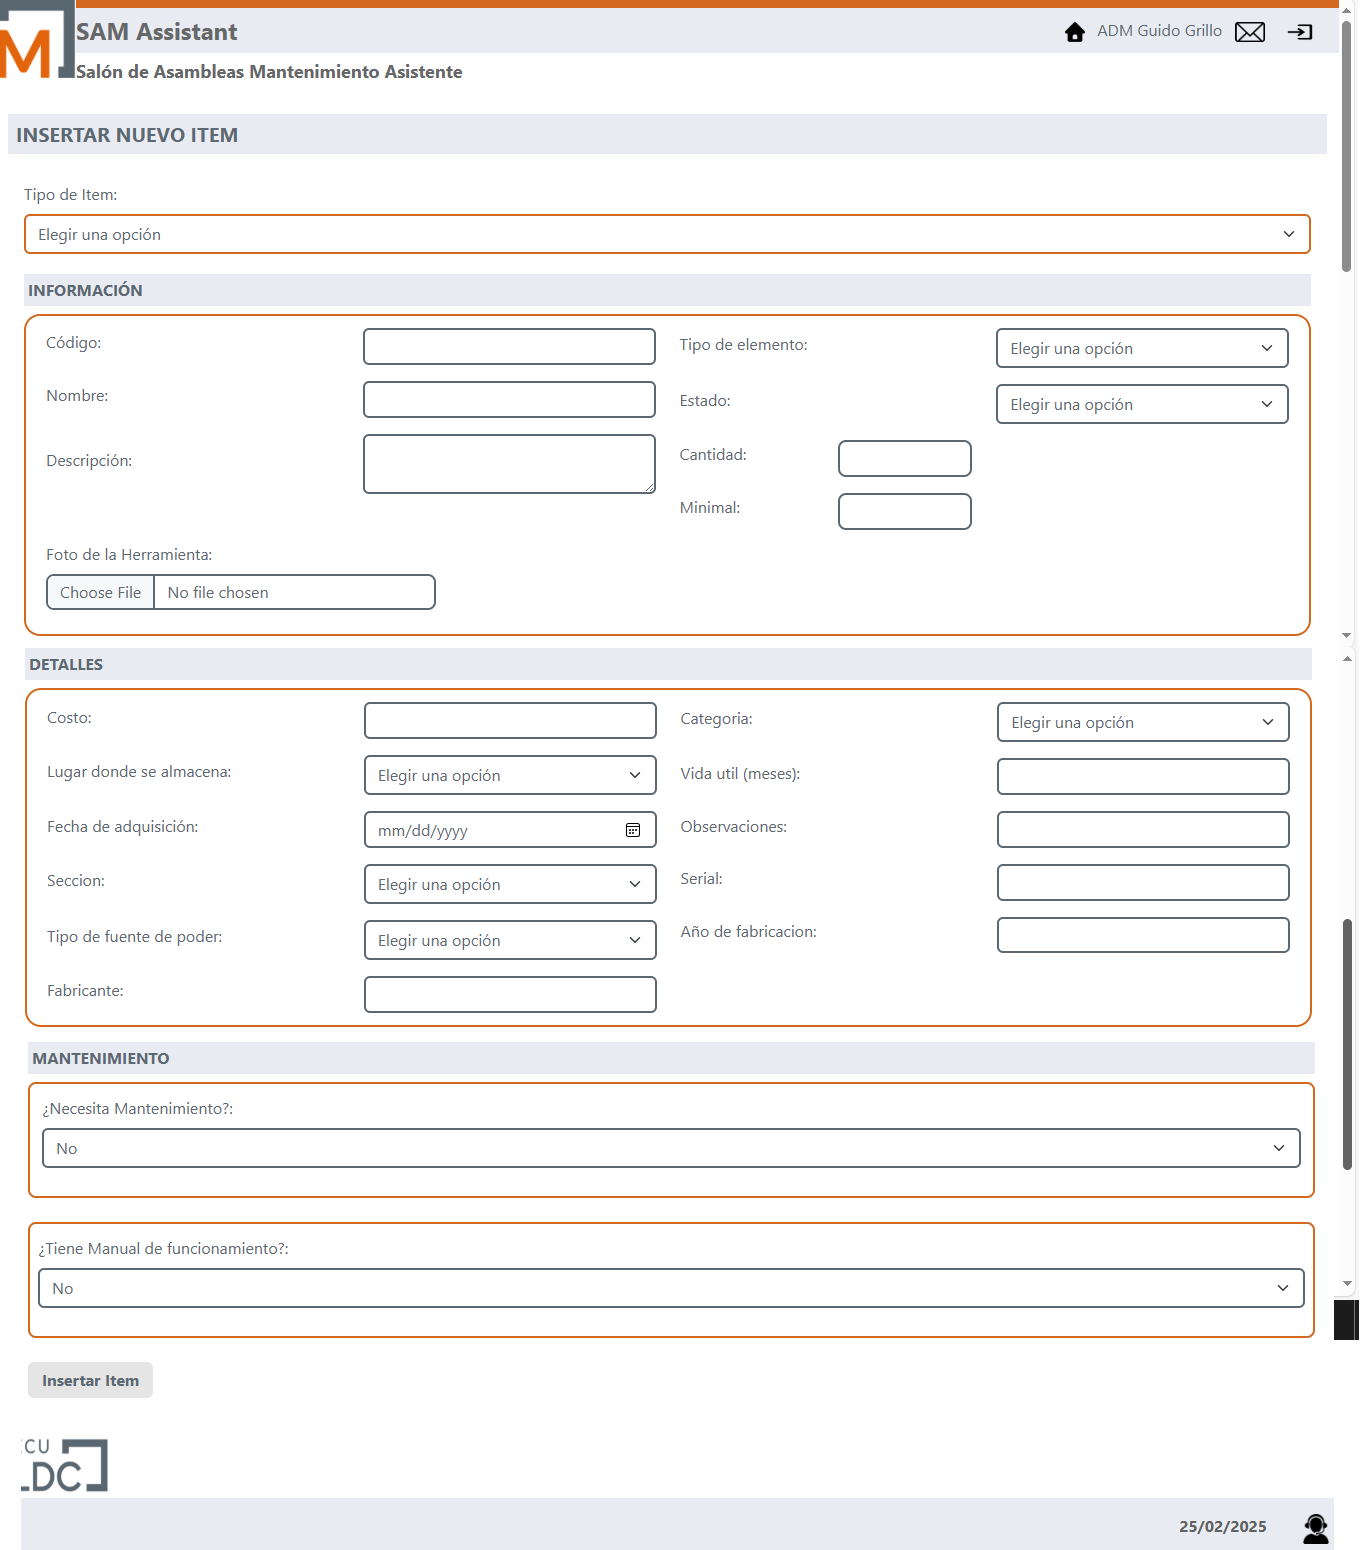 M
SAM Assistant
ADM Guido Grillo
Salón de Asambleas Mantenimiento Asistente
INSERTAR NUEVO ITEM
Tipo de Item:
Elegir una opción
INFORMACIÓN
Código:
Tipo de elemento:
Elegir una opción
Nombre:
Estado:
Elegir una opción
Descripción:
Cantidad:
Minimal:
Foto de la Herramienta:
Choose File
No file chosen
DETALLES
Costo:
Categoria:
Elegir una opción
Lugar donde se almacena:
Elegir una opción
Vida util (meses):
Fecha de adquisición:
mm/dd/yyyy
Observaciones:
Seccion:
Elegir una opción
Serial:
Tipo de fuente de poder:
Elegir una opción
Año de fabricacion:
Fabricante:
MANTENIMIENTO
¿Necesita Mantenimiento?:
No
¿Tiene Manual de funcionamiento?:
No
Insertar Item
CU
DC
25/02/2025